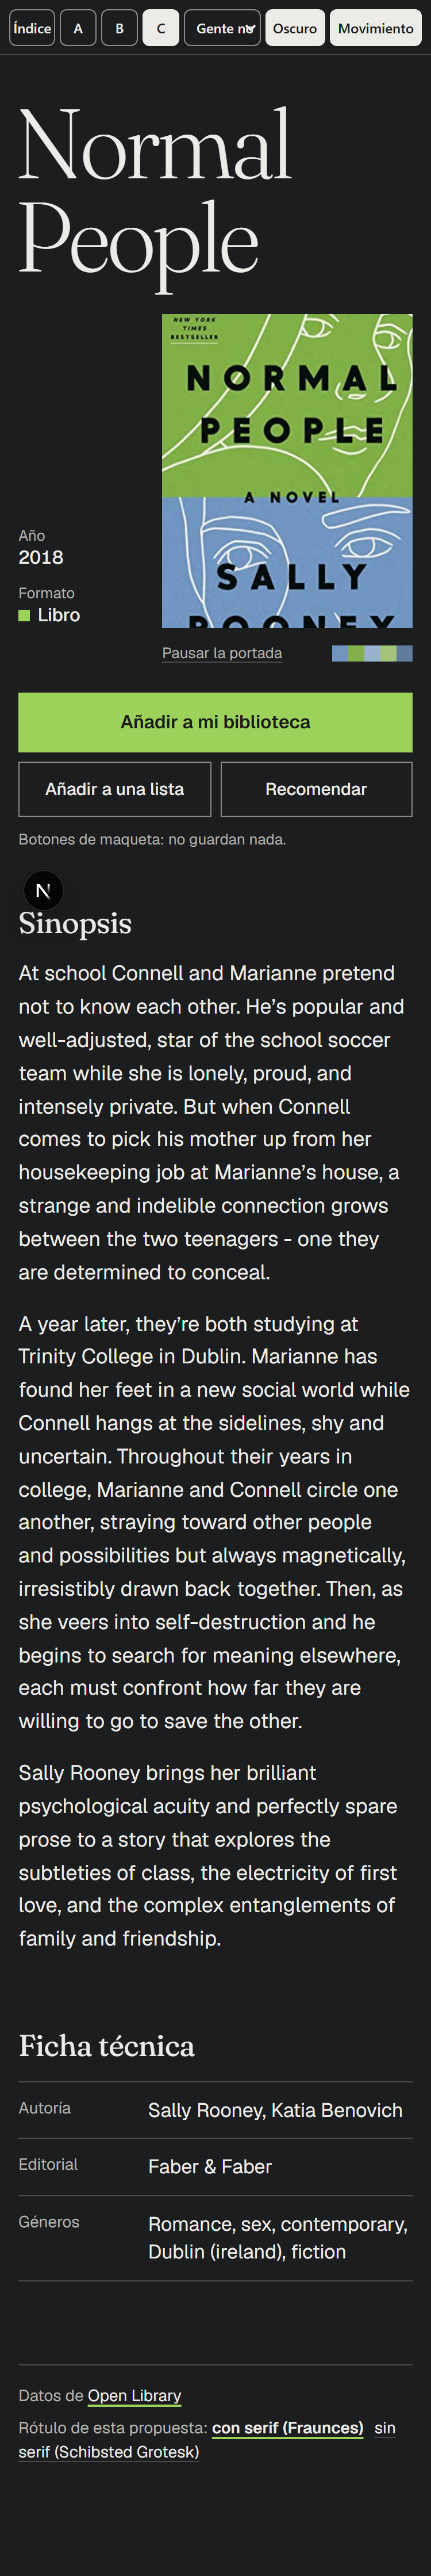 Índice A B C Gente no Oscuro Movimiento
Normal
People
NEW YORK
TIMES
BESTSELLER
NORMAL
PEOPLE
A NOVEL
SALLY
ROONEY
Año
2018
Formato
Libro
Pausar la portada
Añadir a mi biblioteca
Añadir a una lista Recomendar
Botones de maqueta: no guardan nada.
N
Sinopsis
At school Connell and Marianne pretend
not to know each other. He’s popular and
well-adjusted, star of the school soccer
team while she is lonely, proud, and
intensely private. But when Connell
comes to pick his mother up from her
housekeeping job at Marianne’s house, a
strange and indelible connection grows
between the two teenagers - one they
are determined to conceal.
A year later, they’re both studying at
Trinity College in Dublin. Marianne has
found her feet in a new social world while
Connell hangs at the sidelines, shy and
uncertain. Throughout their years in
college, Marianne and Connell circle one
another, straying toward other people
and possibilities but always magnetically,
irresistibly drawn back together. Then, as
she veers into self-destruction and he
begins to search for meaning elsewhere,
each must confront how far they are
willing to go to save the other.
Sally Rooney brings her brilliant
psychological acuity and perfectly spare
prose to a story that explores the
subtleties of class, the electricity of first
love, and the complex entanglements of
family and friendship.
Ficha técnica
Autoría Sally Rooney, Katia Benovich
Editorial Faber & Faber
Géneros Romance, sex, contemporary,
Dublin (ireland), fiction
Datos de Open Library
Rótulo de esta propuesta: con serif (Fraunces) sin
serif (Schibsted Grotesk)